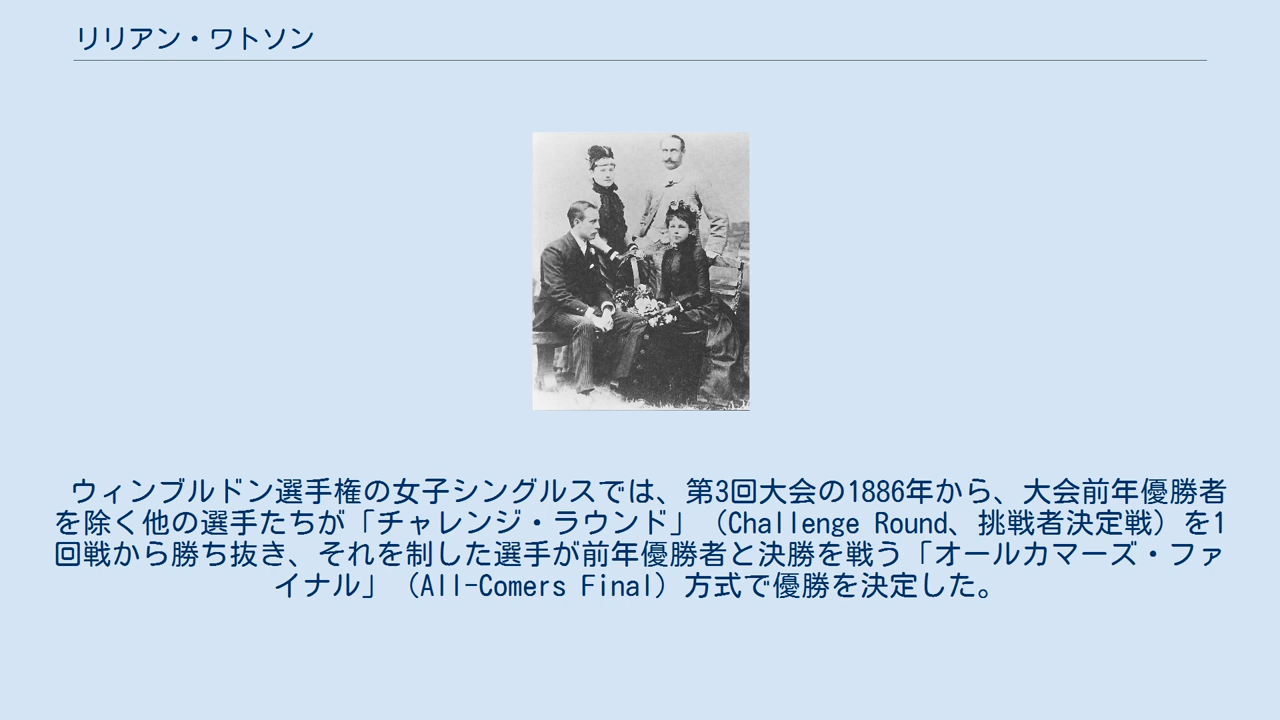 リリアン・ワトソン
ウィンブルドン選手権の女子シングルスでは、第3回大会の1886年から、大会前年優勝者
を除く他の選手たちが「チャレンジ・ラウンド」（Challenge Round、挑戦者決定戦）を1
回戦から勝ち抜き、それを制した選手が前年優勝者と決勝を戦う「オールカマーズ・ファ
イナル」（All-Comers Final）方式で優勝を決定した。